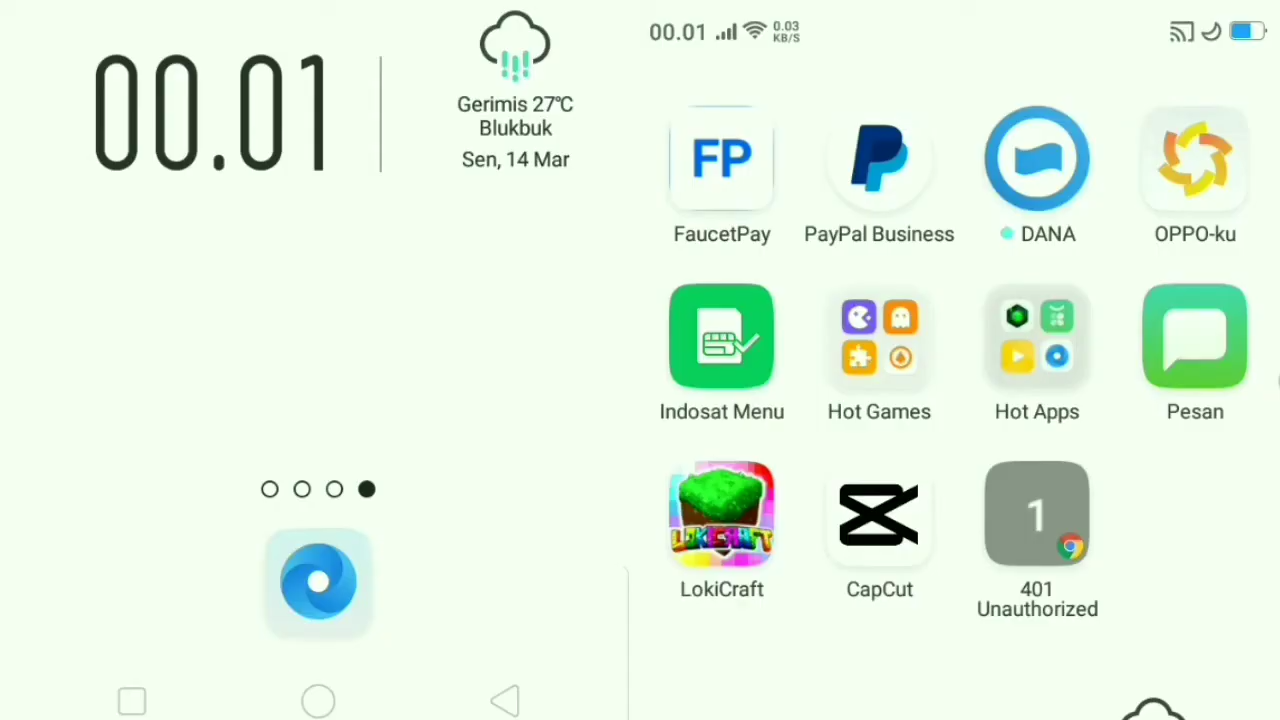 00.01
Gerimis 27℃
Blukbuk
Sen, 14 Mar
00.01
0.03
KB/S
FP
FaucetPay
PayPal Business
DANA
OPPO-ku
Indosat Menu
Hot Games
Hot Apps
Pesan
LOKICRAFT
LokiCraft
CapCut
1
401
Unauthorized